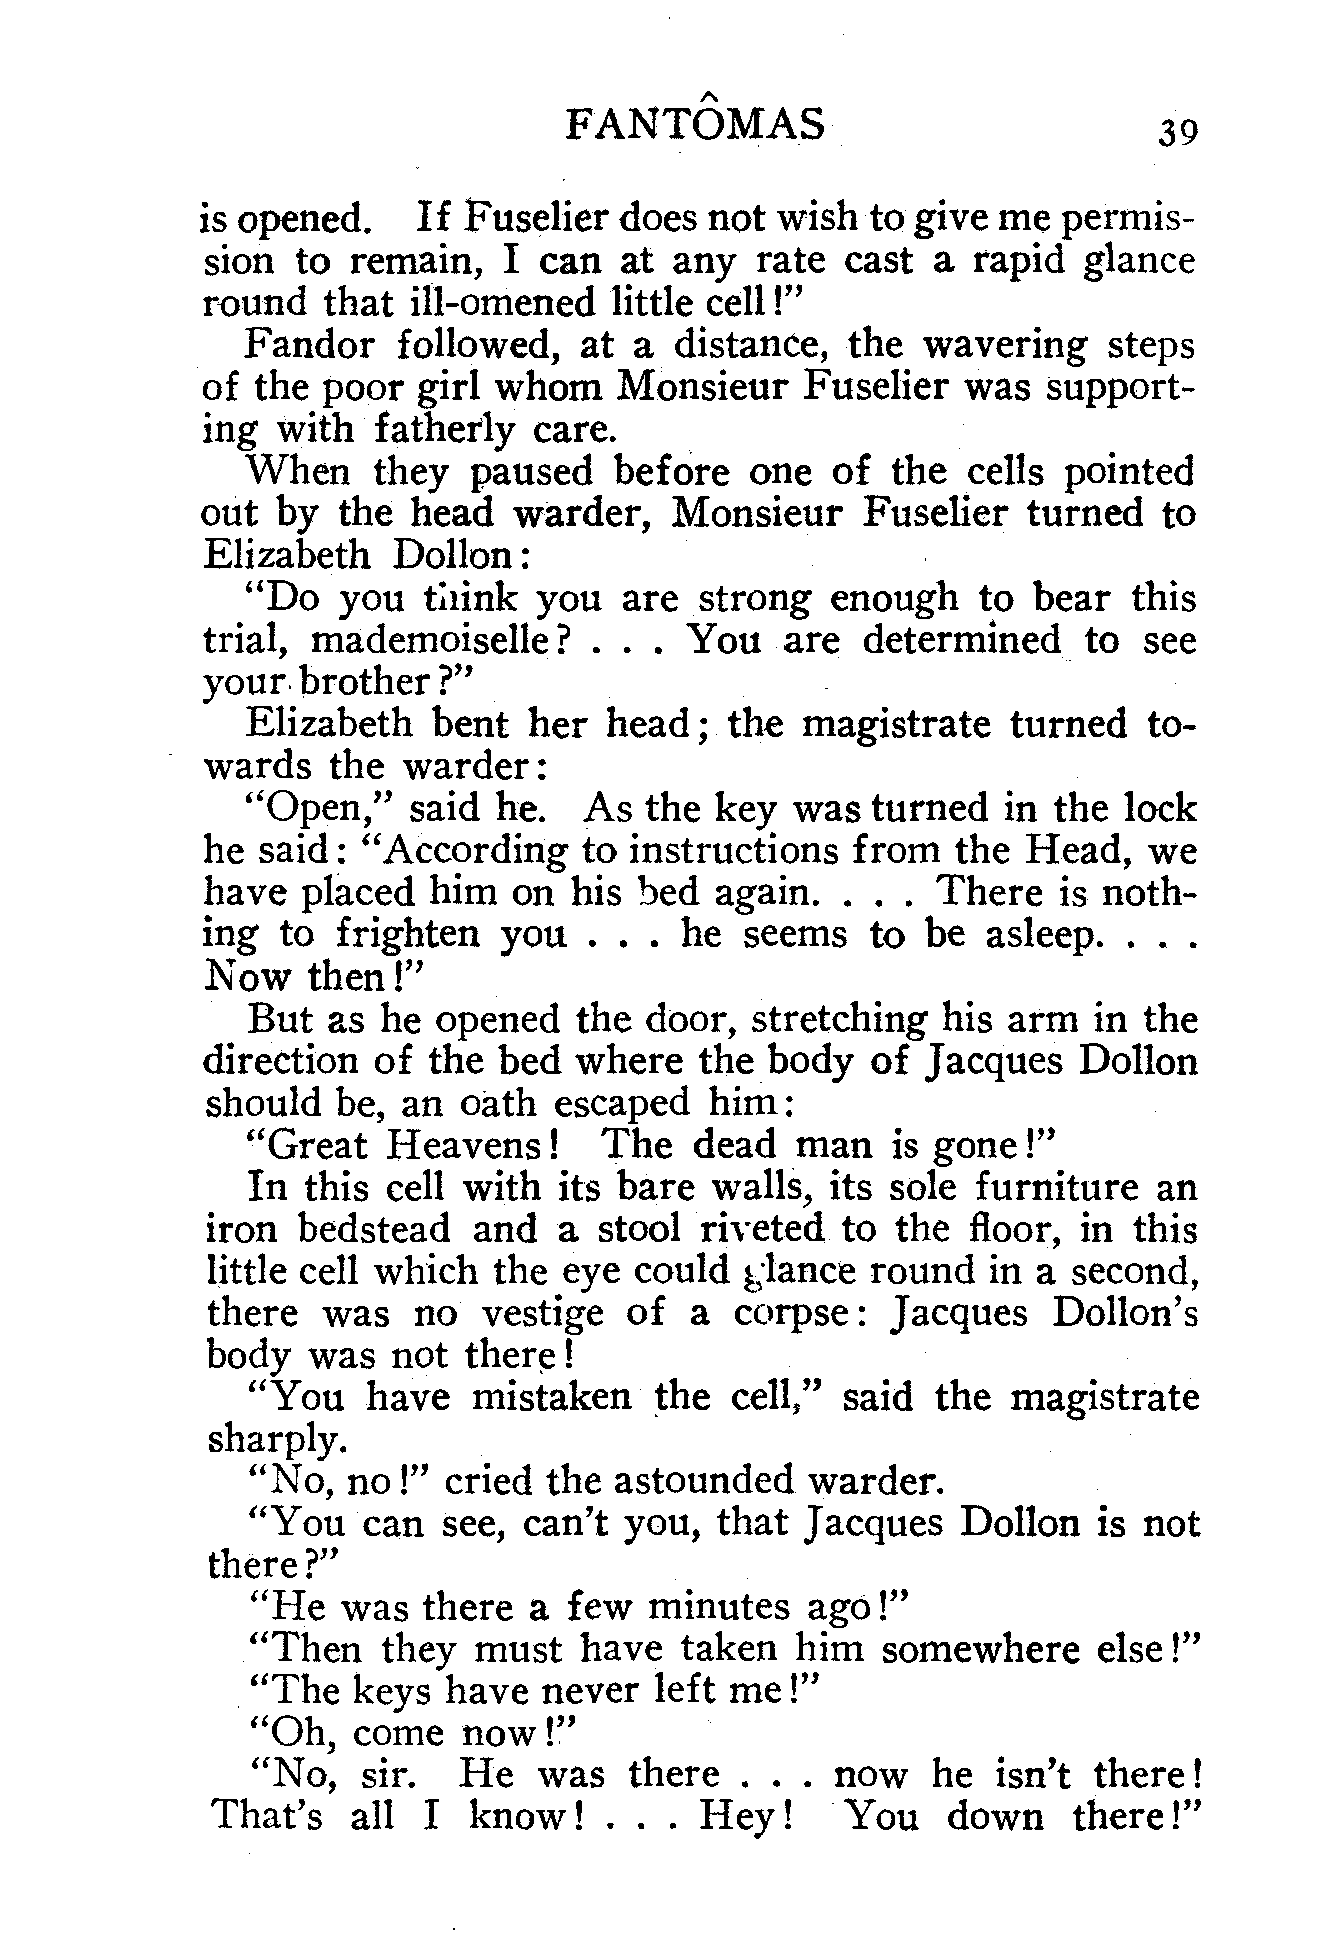 FANTÔMAS 39
is opened. If Fuselier does not wish to give me permis-
sion to remain, I can at any rate cast a rapid glance
round that ill-omened little cell!"
Fandor followed, at a distance, the wavering steps
of the poor girl whom Monsieur Fuselier was support-
ing with fatherly care.
When they paused before one of the cells pointed
out by the head warder, Monsieur Fuselier turned to
Elizabeth Dollon:
"Do you think you are strong enough to bear this
trial, mademoiselle? . . . You are determined to see
your brother?"
Elizabeth bent her head; the magistrate turned to-
wards the warder:
"Open," said he. As the key was turned in the lock
he said: "According to instructions from the Head, we
have placed him on his bed again. . . . There is noth-
ing to frighten you . . . he seems to be asleep. . . .
Now then!"
But as he opened the door, stretching his arm in the
direction of the bed where the body of Jacques Dollon
should be, an oath escaped him:
"Great Heavens! The dead man is gone!"
In this cell with its bare walls, its sole furniture an
iron bedstead and a stool riveted to the floor, in this
little cell which the eye could glance round in a second,
there was no vestige of a corpse: Jacques Dollon's
body was not there!
"You have mistaken the cell," said the magistrate
sharply.
"No, no!" cried the astounded warder.
"You can see, can't you, that Jacques Dollon is not
there?"
"He was there a few minutes ago!"
"Then they must have taken him somewhere else!"
"The keys have never left me!"
"Oh, come now!"
"No, sir. He was there . . . now he isn't there!
That's all I know! . . . Hey! You down there!"